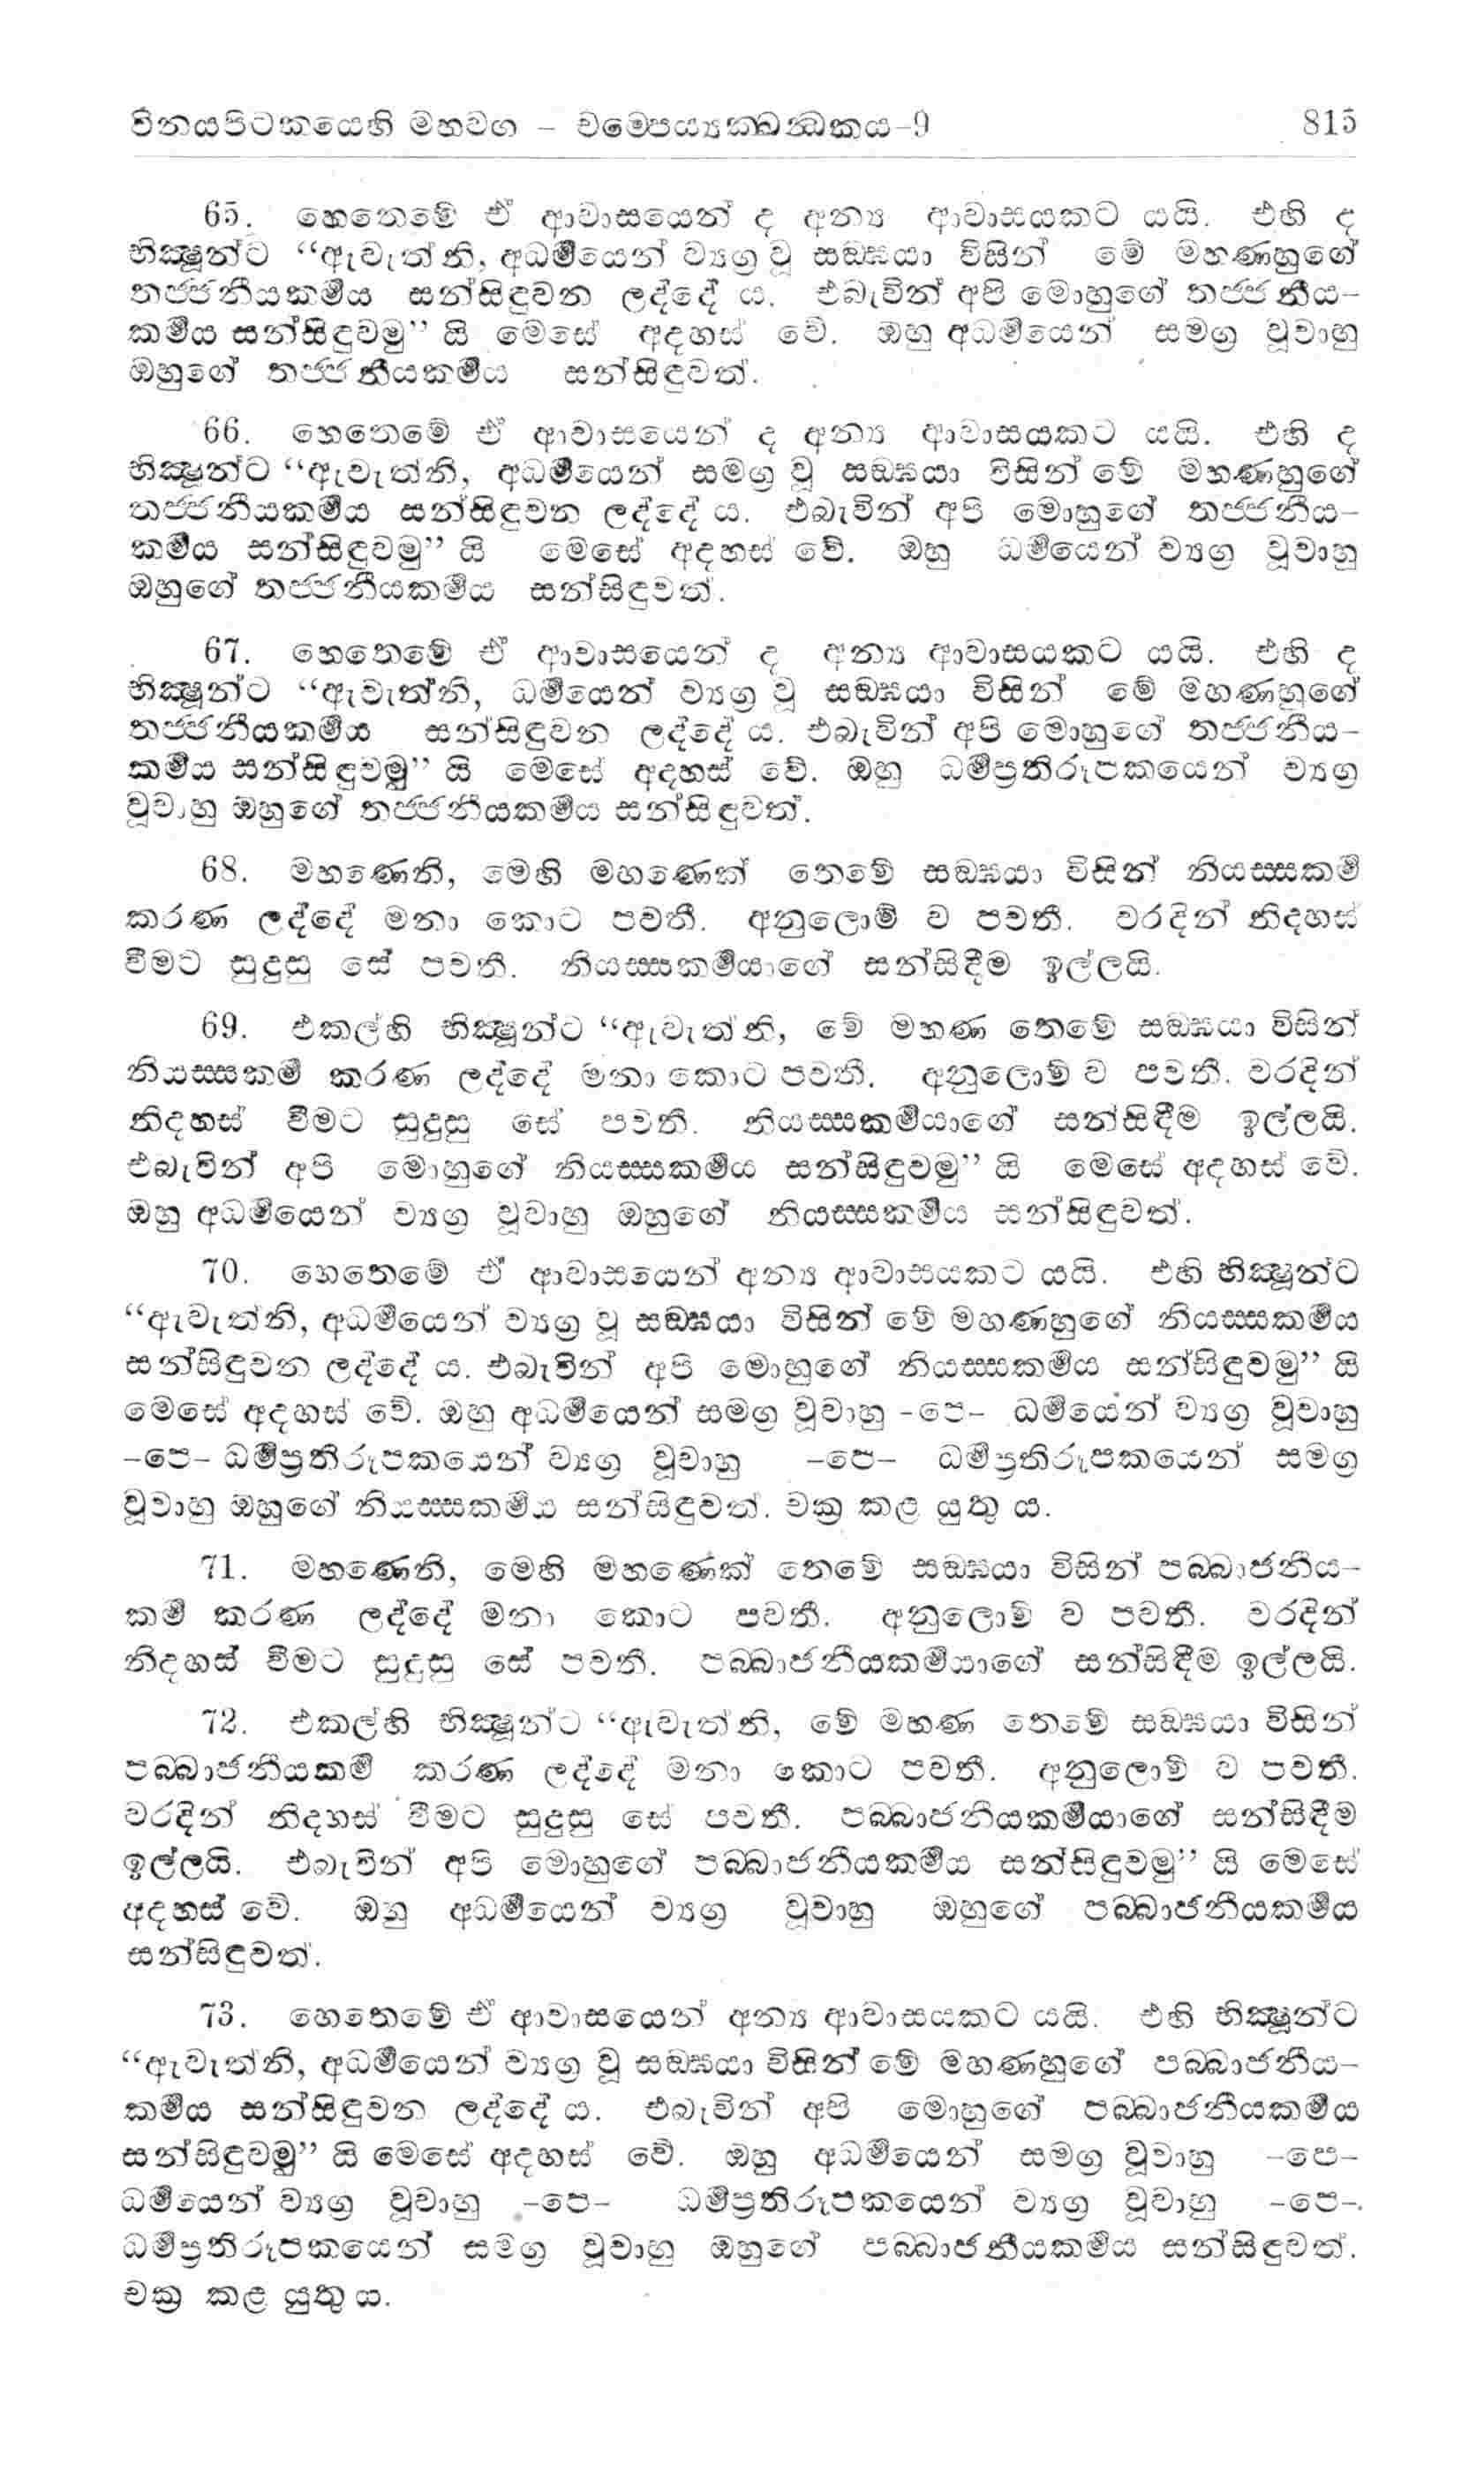 විනයපිටකයෙහි මහවග – චම්පෙය්‍යක්ඛන්‍ධකය–9 815
65. හෙතෙමේ ඒ ආවාසයෙන් ද අන්‍ය ආවාසයකට යයි. එහි ද
භික්‍ෂූන්ට “ඇවැත්නි, අධර්‍මයෙන් ව්‍යග්‍ර වූ සඞ්ඝයා විසින් මේ මහණහුගේ
තජ්ජනීයකර්‍මය සන්සිඳුවන ලද්දේ ය. එබැවින් අපි මොහුගේ තජ්ජනීය–
කර්‍මය සන්සිඳුවමු” යි මෙසේ අදහස් වේ. ඔහු අධර්‍මයෙන් සමග්‍ර වූවාහු
ඔහුගේ තජ්ජනීයකර්‍මය සන්සිඳුවත්.
66. හෙතෙමේ ඒ ආවාසයෙන් ද අන්‍ය ආවාසයකට යයි. එහි ද
භික්‍ෂූන්ට “ඇවැත්නි, අධර්‍මයෙන් සමග්‍ර වූ සඞ්ඝයා විසින් මේ මහණහුගේ
තජ්ජනීයකර්‍මය සන්සිඳුවන ලද්දේ ය. එබැවින් අපි මොහුගේ තජ්ජනීය–
කර්‍මය සන්සිඳුවමු” යි මෙසේ අදහස් වේ. ඔහු ධර්‍මයෙන් ව්‍යග්‍ර වූවාහු
ඔහුගේ තජ්ජනීයකර්‍මය සන්සිඳුවත්.
67. හෙතෙමේ ඒ ආවාසයෙන් ද අන්‍ය ආවාසයකට යයි. එහි ද
භික්‍ෂූන්ට “ඇවැත්නි, ධර්‍මයෙන් ව්‍යග්‍ර වූ සඞ්ඝයා විසින් මේ මහණහුගේ
තජ්ජනීයකර්‍මය සන්සිඳුවන ලද්දේ ය. එබැවින් අපි මොහුගේ තජ්ජනීය–
කර්‍මය සන්සිඳුවමු” යි මෙසේ අදහස් වේ. ඔහු ධර්‍මප්‍රතිරූපකයෙන් ව්‍යග්‍ර
වූවාහු ඔහුගේ තජ්ජනීයකර්‍මය සන්සිඳුවත්.
68. මහණෙනි, මෙහි මහණෙක් තෙමේ සඞ්ඝයා විසින් නියස්සකර්‍ම
කරණ ලද්දේ මනා කොට පවතී. අනුලොම් ව පවතී. වරදින් නිදහස්
වීමට සුදුසු සේ පවතී. නියස්සකර්‍මයාගේ සන්සිඳීම ඉල්ලයි.
69. එකල්හි භික්‍ෂූන්ට “ඇවැත්නි, මේ මහණ තෙමේ සඞ්ඝයා විසින්
නියස්සකර්‍ම කරණ ලද්දේ මනා කොට පවතී. අනුලොම් ව පවතී. වරදින්
නිදහස් වීමට සුදුසු සේ පවතී. නියස්සකර්‍මයාගේ සන්සිඳීම ඉල්ලයි.
එබැවින් අපි මොහුගේ නියස්සකර්‍මය සන්සිඳුවමු” යි මෙසේ අදහස් වේ.
ඔහු අධර්‍මයෙන් ව්‍යග්‍ර වූවාහු ඔහුගේ නියස්සකර්‍මය සන්සිඳුවත්.
70. හෙතෙමේ ඒ ආවාසයෙන් අන්‍ය ආවාසයකට යයි. එහි භික්‍ෂූන්ට
“ඇවැත්නි, අධර්‍මයෙන් ව්‍යග්‍ර වූ සඞ්ඝයා විසින් මේ මහණහුගේ නියස්සකර්‍මය
සන්සිඳුවන ලද්දේ ය. එබැවින් අපි මොහුගේ නියස්සකර්‍මය සන්සිඳුවමු” යි
මෙසේ අදහස් වේ. ඔහු අධර්‍මයෙන් සමග්‍ර වූවාහු –පෙ– ධර්‍මයෙන් ව්‍යග්‍ර වූවාහු
–පෙ– ධර්‍මප්‍රතිරූපකයෙන් ව්‍යග්‍ර වූවාහු –පෙ– ධර්‍මප්‍රතිරූපකයෙන් සමග්‍ර
වූවාහු ඔහුගේ නියස්සකර්‍මය සන්සිඳුවත්. චක්‍ර කළ යුතු ය.
71. මහණෙනි, මෙහි මහණෙක් තෙමේ සඞ්ඝයා විසින් පබ්බාජනීය–
කර්‍ම කරණ ලද්දේ මනා කොට පවතී. අනුලොම් ව පවතී. වරදින්
නිදහස් වීමට සුදුසු සේ පවතී. පබ්බාජනීයකර්‍මයාගේ සන්සිඳීම ඉල්ලයි.
72. එකල්හි භික්‍ෂූන්ට “ඇවැත්නි, මේ මහණ තෙමේ සඞ්ඝයා විසින්
පබ්බාජනීයකර්‍ම කරණ ලද්දේ මනා කොට පවතී. අනුලොම් ව පවතී.
වරදින් නිදහස් වීමට සුදුසු සේ පවතී. පබ්බාජනීයකර්‍මයාගේ සන්සිඳීම
ඉල්ලයි. එබැවින් අපි මොහුගේ පබ්බාජනීයකර්‍මය සන්සිඳුවමු” යි මෙසේ
අදහස් වේ. ඔහු අධර්‍මයෙන් ව්‍යග්‍ර වූවාහු ඔහුගේ පබ්බාජනීයකර්‍මය
සන්සිඳුවත්.
73. හෙතෙමේ ඒ ආවාසයෙන් අන්‍ය ආවාසයකට යයි. එහි භික්‍ෂූන්ට
“ඇවැත්නි, අධර්‍මයෙන් ව්‍යග්‍ර වූ සඞ්ඝයා විසින් මේ මහණහුගේ පබ්බාජනීය–
කර්‍මය සන්සිඳුවන ලද්දේ ය. එබැවින් අපි මොහුගේ පබ්බාජනීයකර්‍මය
සන්සිඳුවමු” යි මෙසේ අදහස් වේ. ඔහු අධර්‍මයෙන් සමග්‍ර වූවාහු –පෙ–
ධර්‍මයෙන් ව්‍යග්‍ර වූවාහු –පෙ– ධර්‍මප්‍රතිරූපකයෙන් ව්‍යග්‍ර වූවාහු –පෙ–
ධර්‍මප්‍රතිරූපකයෙන් සමග්‍ර වූවාහු ඔහුගේ පබ්බාජනීයකර්‍මය සන්සිඳුවත්.
චක්‍ර කළ යුතු ය.